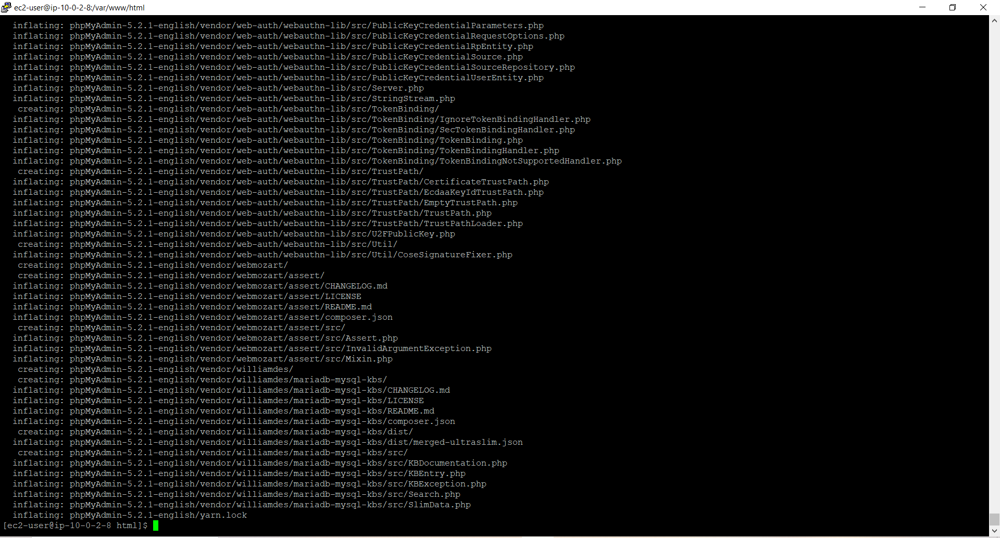 ec2-user@ip-10-0-2-8:/var/www/html
inflating: phpMyAdmin-5.2.1-english/vendor/web-auth/webauthn-lib/src/PublicKeyCredentialParameters.php
inflating: phpMyAdmin-5.2.1-english/vendor/web-auth/webauthn-lib/src/PublicKeyCredentialRequestOptions.php
inflating: phpMyAdmin-5.2.1-english/vendor/web-auth/webauthn-lib/src/PublicKeyCredentialRpEntity.php
inflating: phpMyAdmin-5.2.1-english/vendor/web-auth/webauthn-lib/src/PublicKeyCredentialSource.php
inflating: phpMyAdmin-5.2.1-english/vendor/web-auth/webauthn-lib/src/PublicKeyCredentialSourceRepository.php
inflating: phpMyAdmin-5.2.1-english/vendor/web-auth/webauthn-lib/src/PublicKeyCredentialUserEntity.php
inflating: phpMyAdmin-5.2.1-english/vendor/web-auth/webauthn-lib/src/Server.php
inflating: phpMyAdmin-5.2.1-english/vendor/web-auth/webauthn-lib/src/StringStream.php
creating: phpMyAdmin-5.2.1-english/vendor/web-auth/webauthn-lib/src/TokenBinding/
inflating: phpMyAdmin-5.2.1-english/vendor/web-auth/webauthn-lib/src/TokenBinding/IgnoreTokenBindingHandler.php
inflating: phpMyAdmin-5.2.1-english/vendor/web-auth/webauthn-lib/src/TokenBinding/SecTokenBindingHandler.php
inflating: phpMyAdmin-5.2.1-english/vendor/web-auth/webauthn-lib/src/TokenBinding/TokenBinding.php
inflating: phpMyAdmin-5.2.1-english/vendor/web-auth/webauthn-lib/src/TokenBinding/TokenBindingHandler.php
inflating: phpMyAdmin-5.2.1-english/vendor/web-auth/webauthn-lib/src/TokenBinding/TokenBindingNotSupportedHandler.php
creating: phpMyAdmin-5.2.1-english/vendor/web-auth/webauthn-lib/src/TrustPath/
inflating: phpMyAdmin-5.2.1-english/vendor/web-auth/webauthn-lib/src/TrustPath/CertificateTrustPath.php
inflating: phpMyAdmin-5.2.1-english/vendor/web-auth/webauthn-lib/src/TrustPath/EcdaaKeyIdTrustPath.php
inflating: phpMyAdmin-5.2.1-english/vendor/web-auth/webauthn-lib/src/TrustPath/EmptyTrustPath.php
inflating: phpMyAdmin-5.2.1-english/vendor/web-auth/webauthn-lib/src/TrustPath/TrustPath.php
inflating: phpMyAdmin-5.2.1-english/vendor/web-auth/webauthn-lib/src/TrustPath/TrustPathLoader.php
inflating: phpMyAdmin-5.2.1-english/vendor/web-auth/webauthn-lib/src/U2FPublicKey.php
creating: phpMyAdmin-5.2.1-english/vendor/web-auth/webauthn-lib/src/Util/
inflating: phpMyAdmin-5.2.1-english/vendor/web-auth/webauthn-lib/src/Util/CoseSignatureFixer.php
creating: phpMyAdmin-5.2.1-english/vendor/webmozart/
creating: phpMyAdmin-5.2.1-english/vendor/webmozart/assert/
inflating: phpMyAdmin-5.2.1-english/vendor/webmozart/assert/CHANGELOG.md
inflating: phpMyAdmin-5.2.1-english/vendor/webmozart/assert/LICENSE
inflating: phpMyAdmin-5.2.1-english/vendor/webmozart/assert/README.md
inflating: phpMyAdmin-5.2.1-english/vendor/webmozart/assert/composer.json
creating: phpMyAdmin-5.2.1-english/vendor/webmozart/assert/src/
inflating: phpMyAdmin-5.2.1-english/vendor/webmozart/assert/src/Assert.php
inflating: phpMyAdmin-5.2.1-english/vendor/webmozart/assert/src/InvalidArgumentException.php
inflating: phpMyAdmin-5.2.1-english/vendor/webmozart/assert/src/Mixin.php
creating: phpMyAdmin-5.2.1-english/vendor/williamdes/
creating: phpMyAdmin-5.2.1-english/vendor/williamdes/mariadb-mysql-kbs/
inflating: phpMyAdmin-5.2.1-english/vendor/williamdes/mariadb-mysql-kbs/CHANGELOG.md
inflating: phpMyAdmin-5.2.1-english/vendor/williamdes/mariadb-mysql-kbs/LICENSE
inflating: phpMyAdmin-5.2.1-english/vendor/williamdes/mariadb-mysql-kbs/README.md
inflating: phpMyAdmin-5.2.1-english/vendor/williamdes/mariadb-mysql-kbs/composer.json
creating: phpMyAdmin-5.2.1-english/vendor/williamdes/mariadb-mysql-kbs/dist/
inflating: phpMyAdmin-5.2.1-english/vendor/williamdes/mariadb-mysql-kbs/dist/merged-ultraslim.json
creating: phpMyAdmin-5.2.1-english/vendor/williamdes/mariadb-mysql-kbs/src/
inflating: phpMyAdmin-5.2.1-english/vendor/williamdes/mariadb-mysql-kbs/src/KBDocumentation.php
inflating: phpMyAdmin-5.2.1-english/vendor/williamdes/mariadb-mysql-kbs/src/KBEntry.php
inflating: phpMyAdmin-5.2.1-english/vendor/williamdes/mariadb-mysql-kbs/src/KBException.php
inflating: phpMyAdmin-5.2.1-english/vendor/williamdes/mariadb-mysql-kbs/src/Search.php
inflating: phpMyAdmin-5.2.1-english/vendor/williamdes/mariadb-mysql-kbs/src/SlimData.php
inflating: phpMyAdmin-5.2.1-english/yarn.lock
[ec2-user@ip-10-0-2-8 html]$